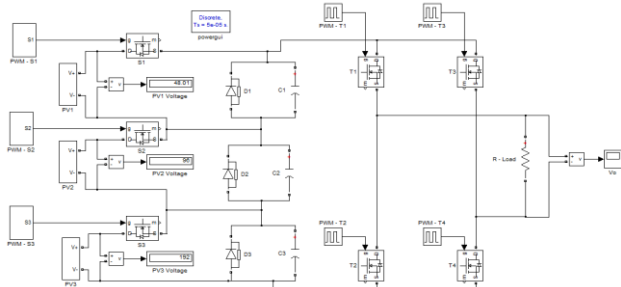 Discrete,
Ts = 5e-05 s
powergui
PWM - T1
PWM - T3
S1
PWM - S1
g
m
D
S
S1
V+
V-
PV1
+
-
v
48.01
PV1 Voltage
D1
C1
T1
T3
S2
PWM - S2
g
m
D
S
S2
V+
V-
PV2
+
-
v
96
PV2 Voltage
D2
C2
R - Load
+
-
v
Vo
S3
PWM - S3
g
m
D
S
S3
V+
V-
PV3
+
-
v
192
PV3 Voltage
D3
C3
PWM - T2
PWM - T4
T2
T4